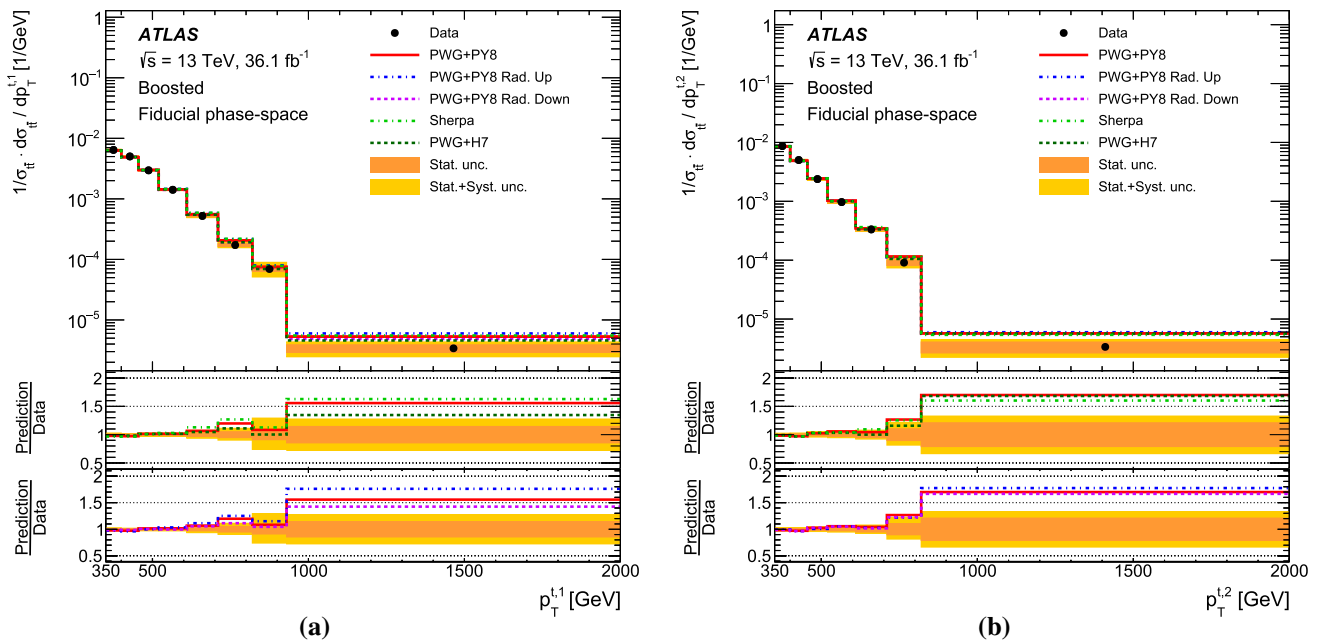 ATLAS
√s = 13 TeV, 36.1 fb⁻¹
Boosted
Fiducial phase-space
Data
PWG+PY8
PWG+PY8 Rad. Up
PWG+PY8 Rad. Down
Sherpa
PWG+H7
Stat. unc.
Stat.+Syst. unc.
1/σ_tt̄ · dσ_tt̄ / dp_T^{t,1} [1/GeV]
1
10⁻¹
10⁻²
10⁻³
10⁻⁴
10⁻⁵
Prediction
Data
2
1.5
1
0.5
Prediction
Data
2
1.5
1
0.5
350 500 1000 1500 2000
p_T^{t,1} [GeV]
(a)
ATLAS
√s = 13 TeV, 36.1 fb⁻¹
Boosted
Fiducial phase-space
Data
PWG+PY8
PWG+PY8 Rad. Up
PWG+PY8 Rad. Down
Sherpa
PWG+H7
Stat. unc.
Stat.+Syst. unc.
1/σ_tt̄ · dσ_tt̄ / dp_T^{t,2} [1/GeV]
1
10⁻¹
10⁻²
10⁻³
10⁻⁴
10⁻⁵
Prediction
Data
2
1.5
1
0.5
Prediction
Data
2
1.5
1
0.5
350 500 1000 1500 2000
p_T^{t,2} [GeV]
(b)